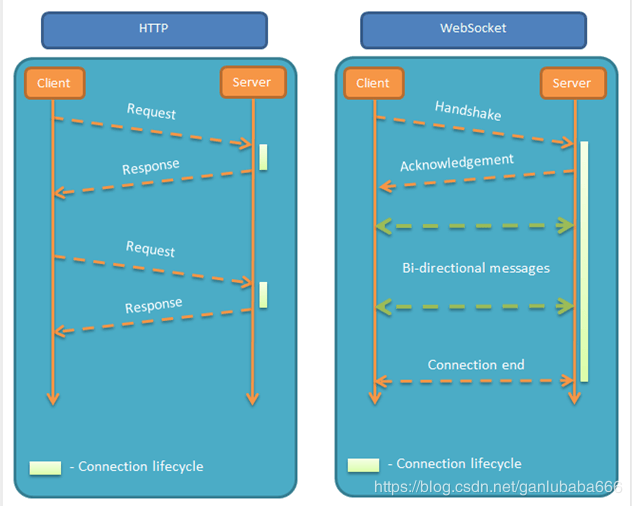 HTTP
Client
Server
Request
Response
Request
Response
- Connection lifecycle
WebSocket
Client
Server
Handshake
Acknowledgement
Bi-directional messages
Connection end
- Connection lifecycle
https://blog.csdn.net/ganlubaba666